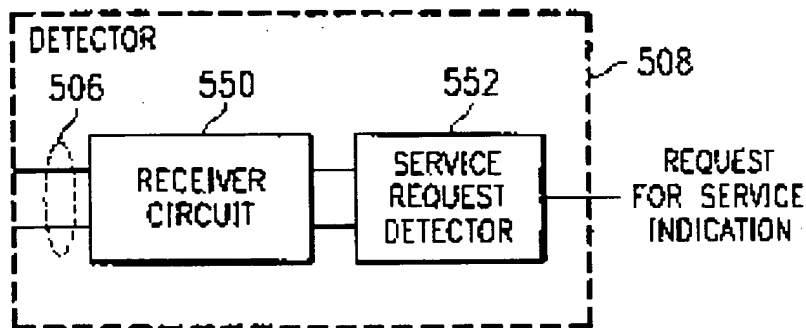 DETECTOR
506
550
552
508
RECEIVER
CIRCUIT
SERVICE
REQUEST
DETECTOR
REQUEST
FOR SERVICE
INDICATION